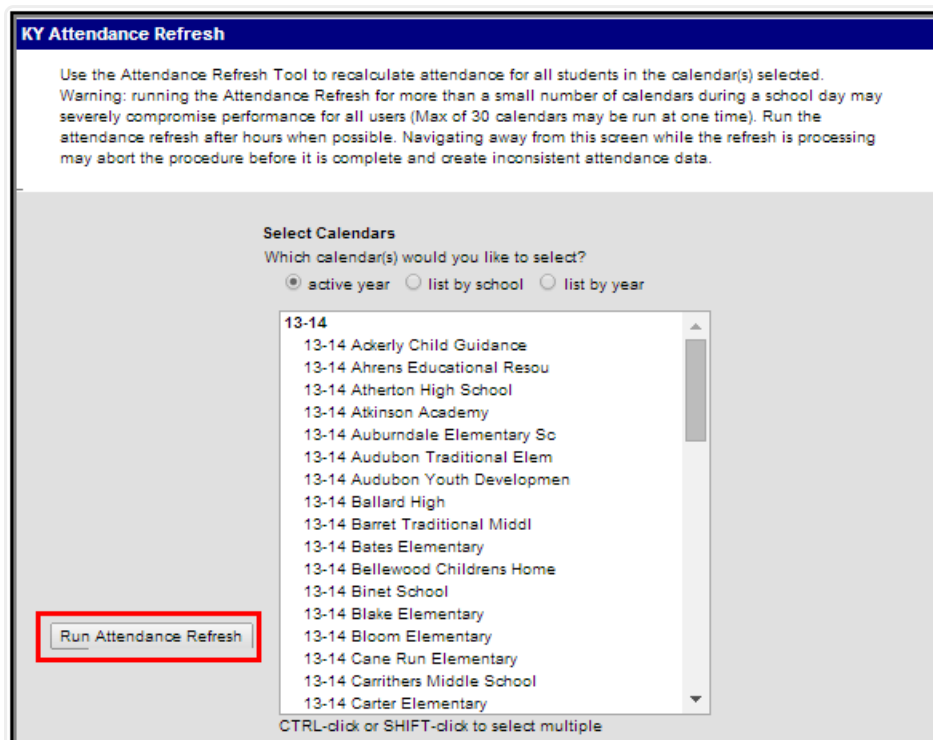 KY Attendance Refresh
Use the Attendance Refresh Tool to recalculate attendance for all students in the calendar(s) selected.
Warning: running the Attendance Refresh for more than a small number of calendars during a school day may
severely compromise performance for all users (Max of 30 calendars may be run at one time). Run the
attendance refresh after hours when possible. Navigating away from this screen while the refresh is processing
may abort the procedure before it is complete and create inconsistent attendance data.
Select Calendars
Which calendar(s) would you like to select?
active year list by school list by year
13-14
13-14 Ackerly Child Guidance
13-14 Ahrens Educational Resou
13-14 Atherton High School
13-14 Atkinson Academy
13-14 Auburndale Elementary Sc
13-14 Audubon Traditional Elem
13-14 Audubon Youth Developmen
13-14 Ballard High
13-14 Barret Traditional Middl
13-14 Bates Elementary
13-14 Bellewood Childrens Home
13-14 Binet School
13-14 Blake Elementary
13-14 Bloom Elementary
13-14 Cane Run Elementary
13-14 Carrithers Middle School
13-14 Carter Elementary
Run Attendance Refresh
CTRL-click or SHIFT-click to select multiple